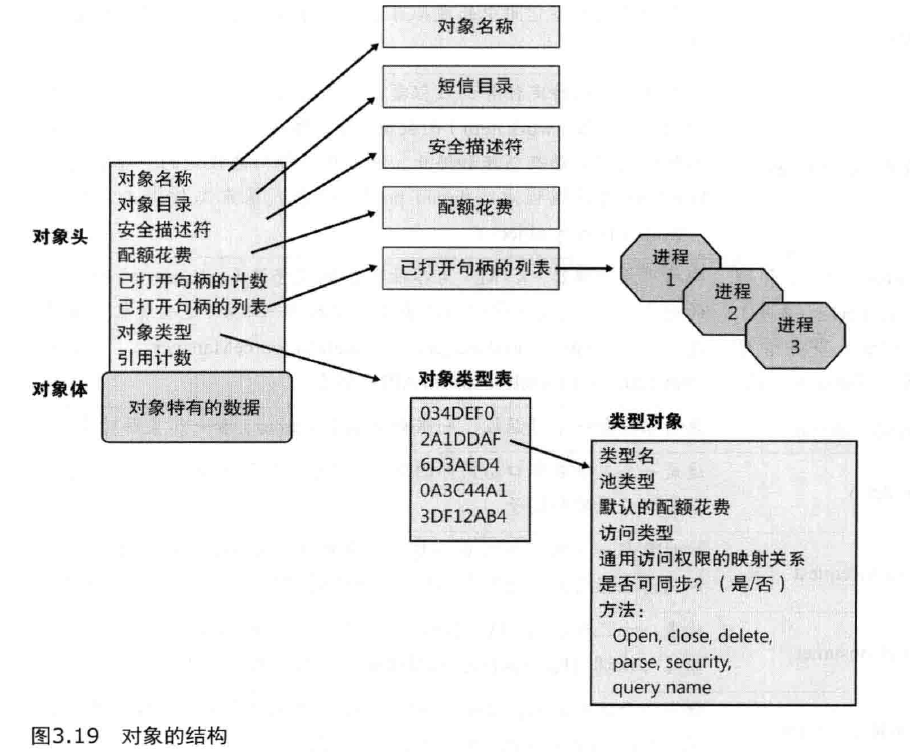 对象名称
短信目录
安全描述符
配额花费
已打开句柄的列表
进程
1
进程
2
进程
3
对象头
对象名称
对象目录
安全描述符
配额花费
已打开句柄的计数
已打开句柄的列表
对象类型
引用计数
对象体
对象特有的数据
对象类型表
034DEF0
2A1DDAF
6D3AED4
0A3C44A1
3DF12AB4
类型对象
类型名
池类型
默认的配额花费
访问类型
通用访问权限的映射关系
是否可同步？（是/否）
方法：
Open, close, delete,
parse, security,
query name
图3.19 对象的结构